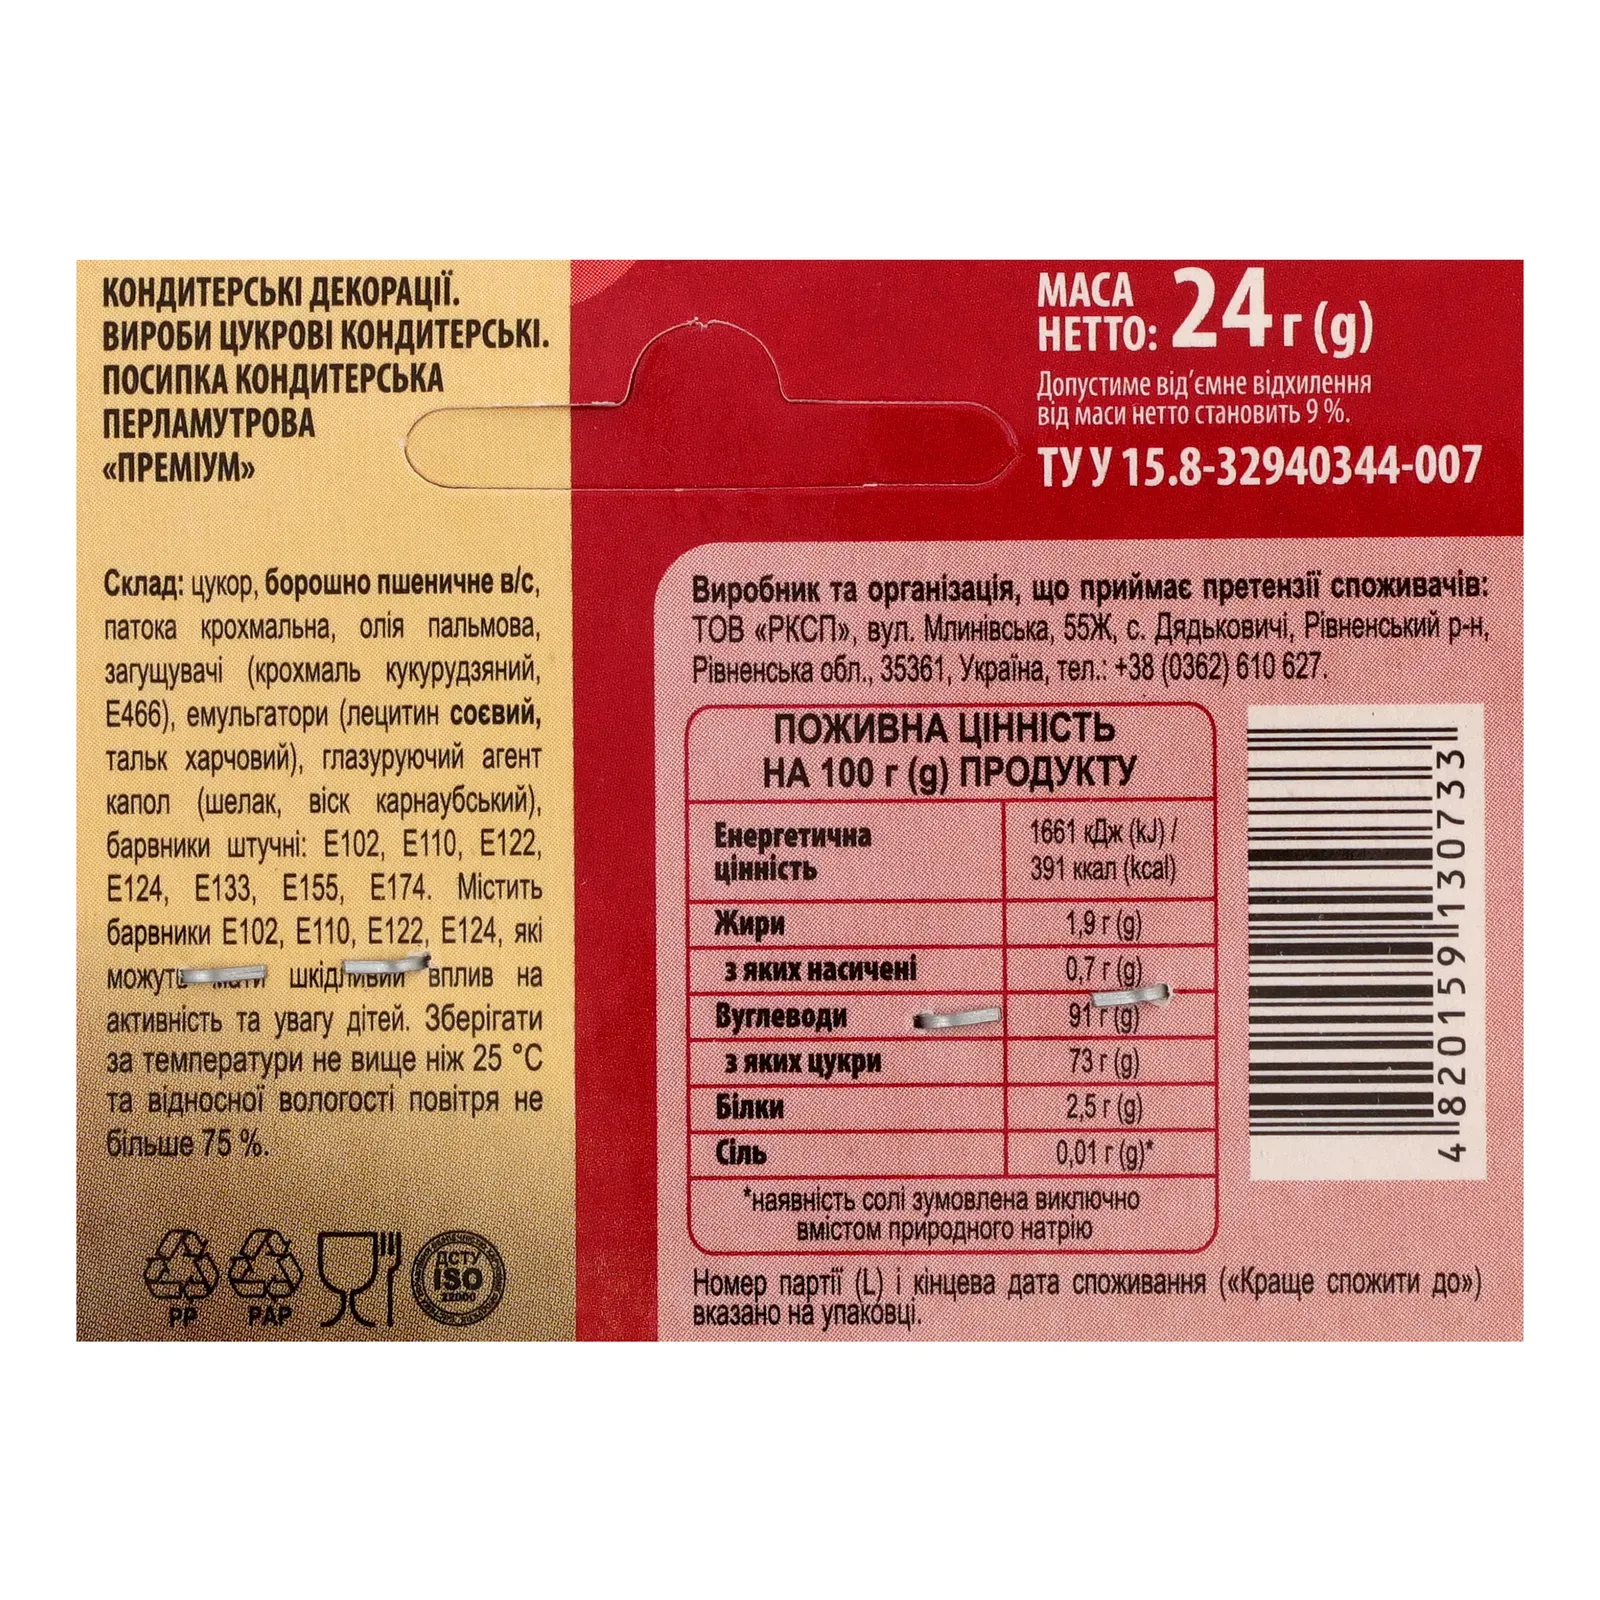 КОНДИТЕРСЬКІ ДЕКОРАЦІЇ.
ВИРОБИ ЦУКРОВІ КОНДИТЕРСЬКІ.
ПОСИПКА КОНДИТЕРСЬКА
ПЕРЛАМУТРОВА
«ПРЕМІУМ»
Склад: цукор, борошно пшеничне в/с,
патока крохмальна, олія пальмова,
загущувачі (крохмаль кукурудзяний,
Е466), емульгатори (лецитин соєвий,
тальк харчовий), глазуруючий агент
капол (шелак, віск карнаубський),
барвники штучні: Е102, Е110, Е122,
Е124, Е133, Е155, Е174. Містить
барвники Е102, Е110, Е122, Е124, які
можуть мати шкідливий вплив на
активність та увагу дітей. Зберігати
за температури не вище ніж 25 °С
та відносної вологості повітря не
більше 75 %.
PP
PAP
ДСТУ
ISO
22000
МАСА
НЕТТО: 24 г (g)
Допустиме від’ємне відхилення
від маси нетто становить 9 %.
ТУ У 15.8-32940344-007
Виробник та організація, що приймає претензії споживачів:
ТОВ «РКСП», вул. Млинівська, 55Ж, с. Дядьковичі, Рівненський р-н,
Рівненська обл., 35361, Україна, тел.: +38 (0362) 610 627.
ПОЖИВНА ЦІННІСТЬ
НА 100 г (g) ПРОДУКТУ
Енергетична цінність 1661 кДж (kJ) / 391 ккал (kcal)
Жири 1,9 г (g)
з яких насичені 0,7 г (g)
Вуглеводи 91 г (g)
з яких цукри 73 г (g)
Білки 2,5 г (g)
Сіль 0,01 г (g)*
*наявність солі зумовлена виключно
вмістом природного натрію
Номер партії (L) і кінцева дата споживання («Краще спожити до»)
вказано на упаковці.
4 820159 130733